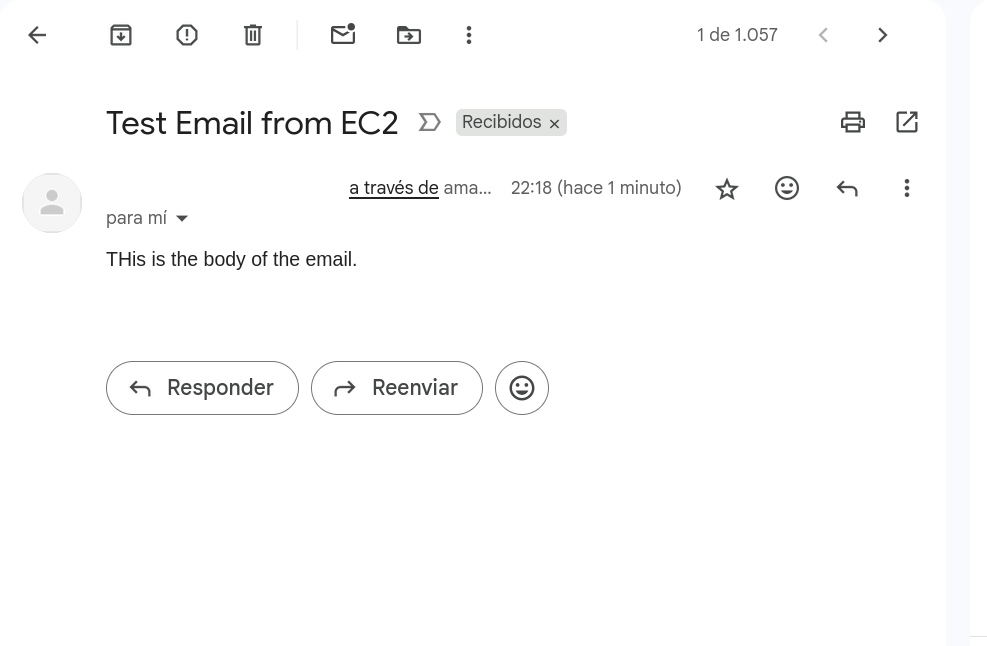 1 de 1.057
Test Email from EC2 Recibidos ×
a través de ama... 22:18 (hace 1 minuto)
para mí
THis is the body of the email.
Responder Reenviar